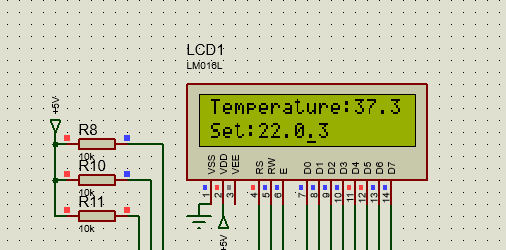 LCD1
LM016L
Temperature:37.3
Set:22.0.3
+5V
R8
10k
R10
10k
R11
10k
VSS VDD VEE RS RW E D0 D1 D2 D3 D4 D5 D6 D7
1 2 3 4 5 6 7 8 9 10 11 12 13 14
+5V